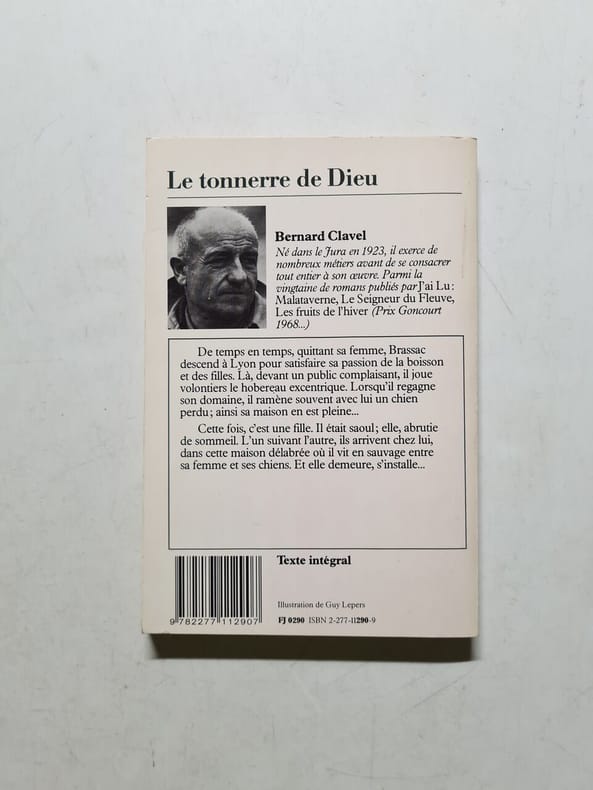 Le tonnerre de Dieu
Bernard Clavel
Né dans le Jura en 1923, il exerce de
nombreux métiers avant de se consacrer
tout entier à son œuvre. Parmi la
vingtaine de romans publiés par J'ai Lu :
Malataverne, Le Seigneur du Fleuve,
Les fruits de l'hiver (Prix Goncourt
1968...)
De temps en temps, quittant sa femme, Brassac
descend à Lyon pour satisfaire sa passion de la boisson
et des filles. Là, devant un public complaisant, il joue
volontiers le hobereau excentrique. Lorsqu'il regagne
son domaine, il ramène souvent avec lui un chien
perdu ; ainsi sa maison en est pleine...
Cette fois, c'est une fille. Il était saoul ; elle, abrutie
de sommeil. L'un suivant l'autre, ils arrivent chez lui,
dans cette maison délabrée où il vit en sauvage entre
sa femme et ses chiens. Et elle demeure, s'installe...
Texte intégral
Illustration de Guy Lepers
9 782277 112907
FJ 0290 ISBN 2-277-11290-9